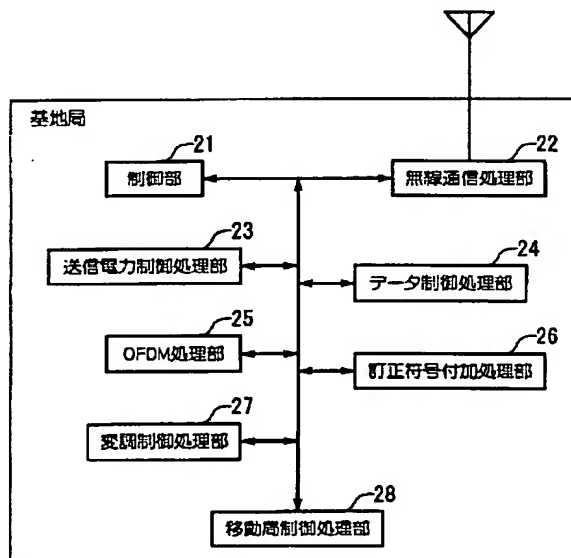 基地局
21
制御部
22
無線通信処理部
23
送信電力制御処理部
24
データ制御処理部
25
OFDM処理部
26
訂正符号付加処理部
27
変調制御処理部
28
移動局制御処理部